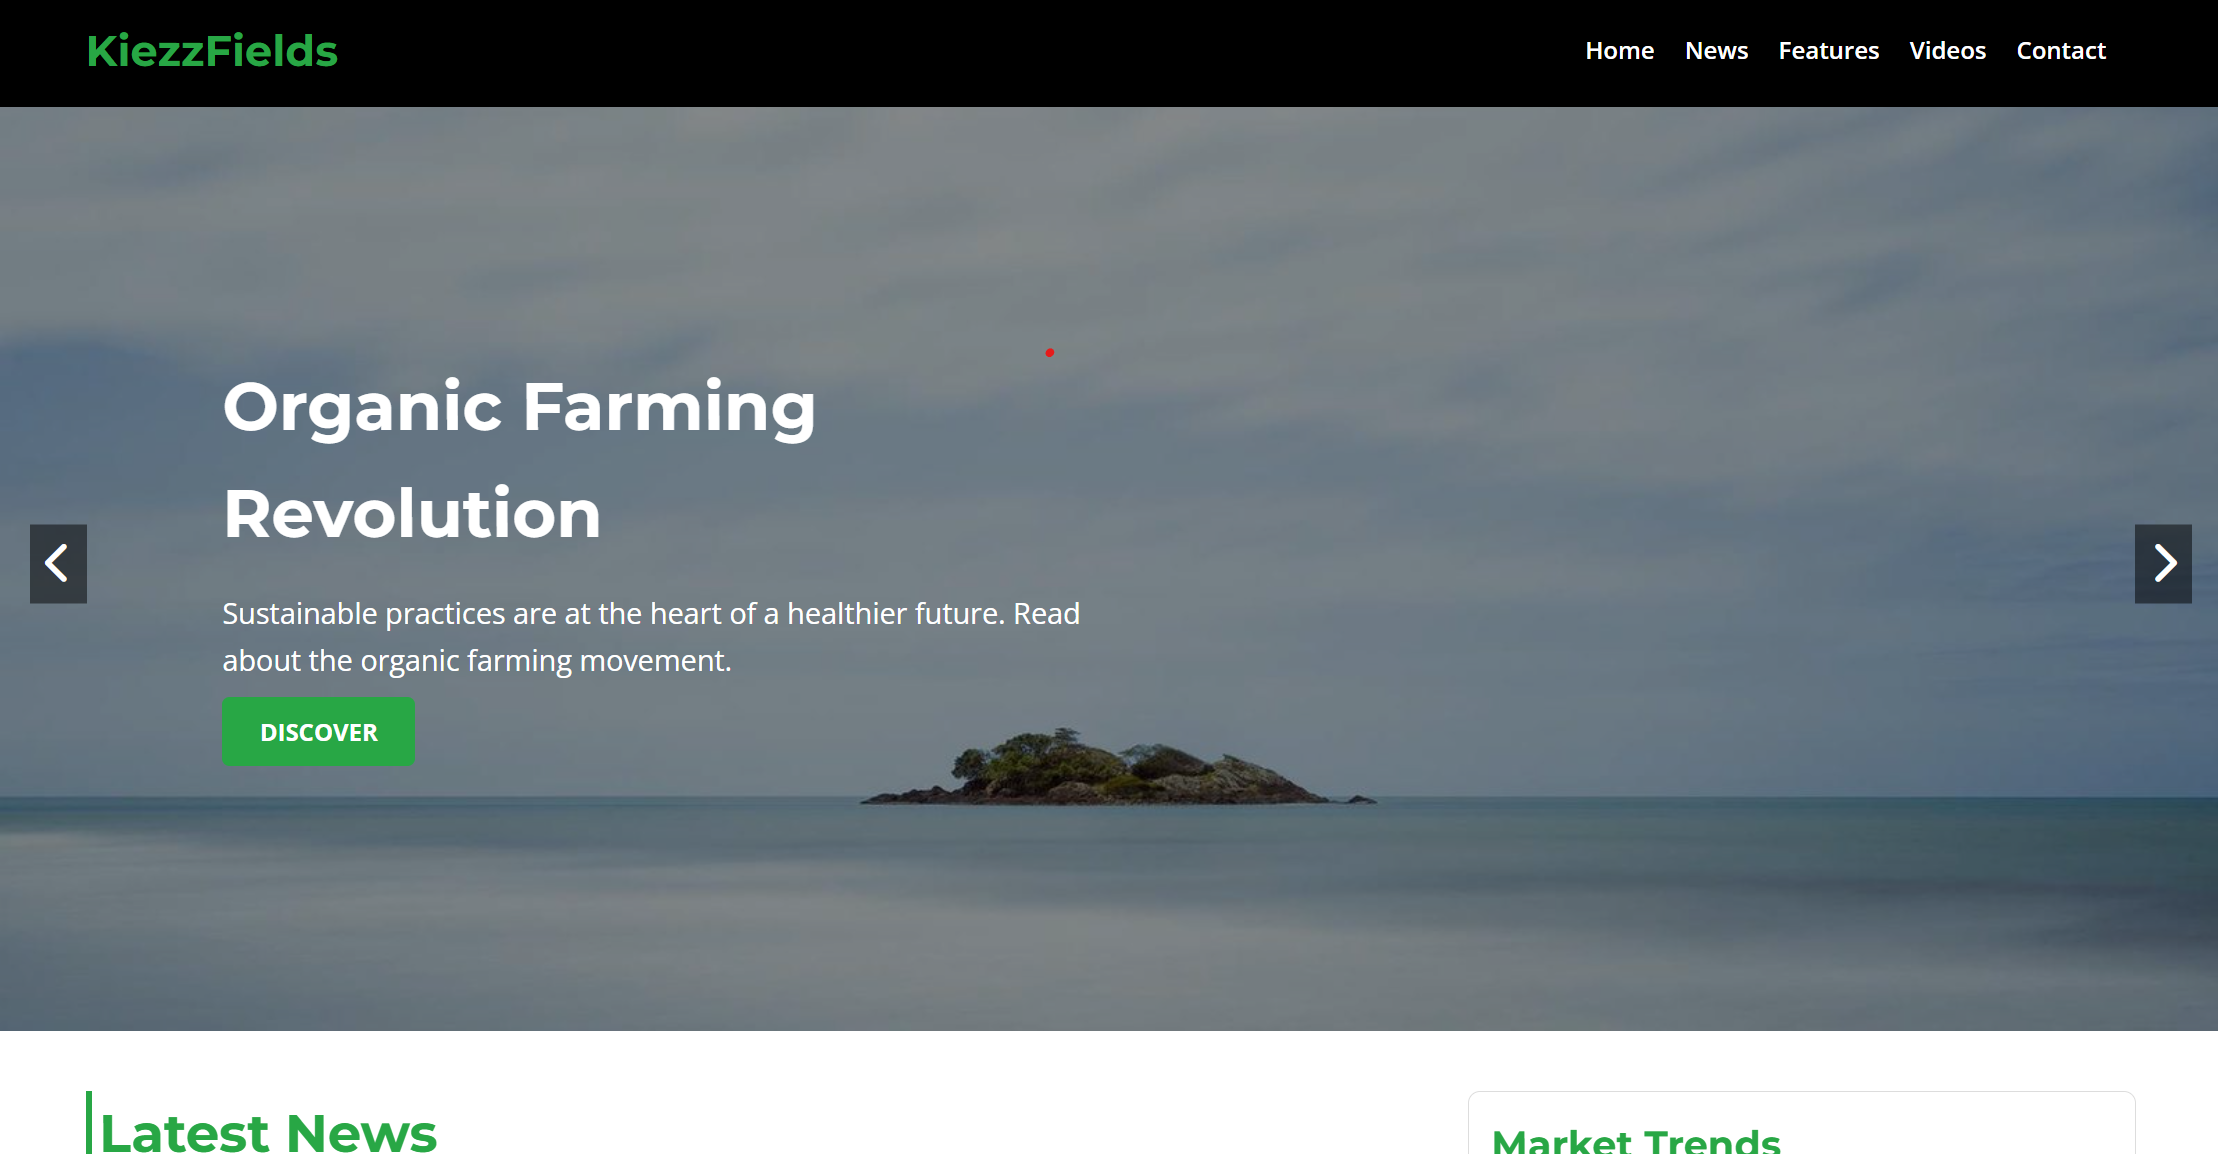 KiezzFields
Home News Features Videos Contact
Organic Farming
Revolution
Sustainable practices are at the heart of a healthier future. Read
about the organic farming movement.
DISCOVER
Latest News
Market Trends